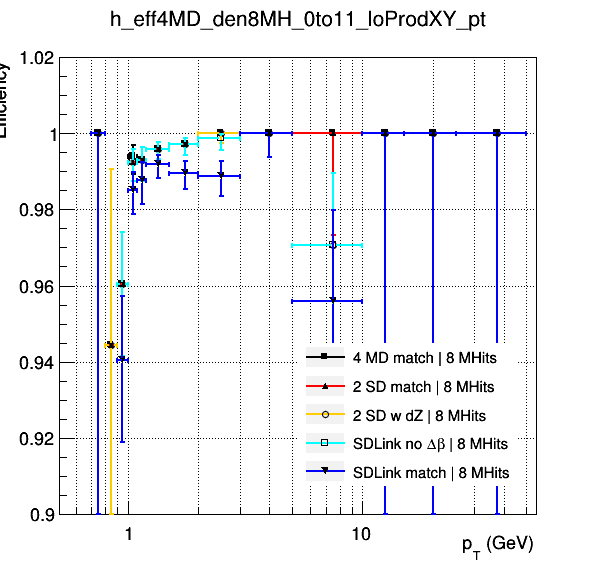 h_eff4MD_den8MH_0to11_loProdXY_pt
Efficiency
1.02
1
0.98
0.96
0.94
0.92
0.9
4 MD match | 8 MHits
2 SD match | 8 MHits
2 SD w dZ | 8 MHits
SDLink no Δβ | 8 MHits
SDLink match | 8 MHits
1
10
p_T (GeV)